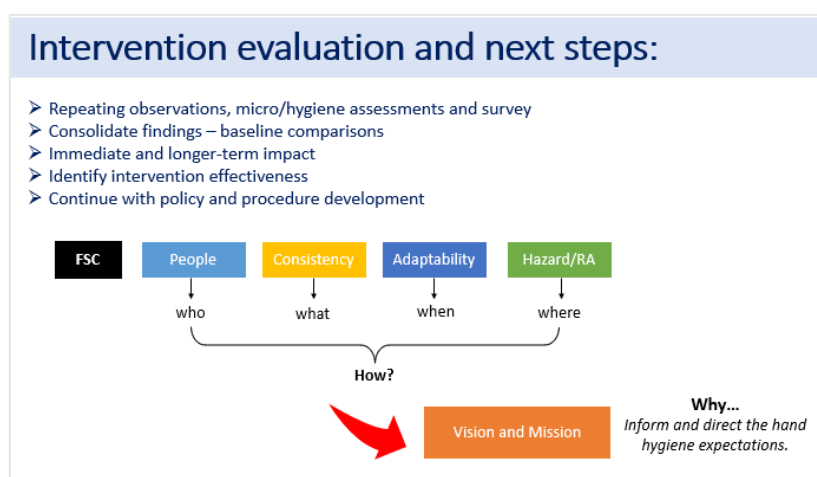 Intervention evaluation and next steps:
➤ Repeating observations, micro/hygiene assessments and survey
➤ Consolidate findings – baseline comparisons
➤ Immediate and longer-term impact
➤ Identify intervention effectiveness
➤ Continue with policy and procedure development
FSC People Consistency Adaptability Hazard/RA
who what when where
How?
Vision and Mission
Why...
Inform and direct the hand
hygiene expectations.